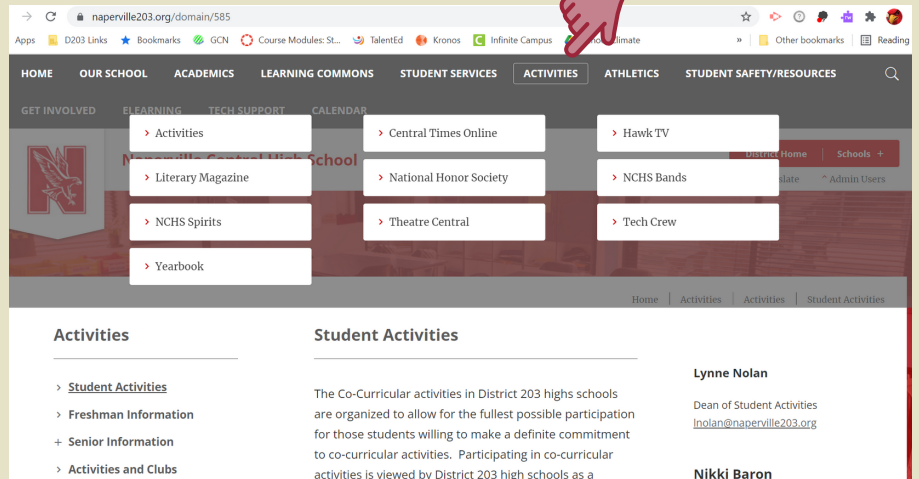 naperville203.org/domain/585
Apps D203 Links Bookmarks GCN Course Modules: St... TalentEd Kronos Infinite Campus » Other bookmarks Reading
HOME OUR SCHOOL ACADEMICS LEARNING COMMONS STUDENT SERVICES ACTIVITIES ATHLETICS STUDENT SAFETY/RESOURCES
GET INVOLVED ELEARNING TECH SUPPORT CALENDAR
> Activities > Central Times Online > Hawk TV
Naperville Central High School District Home | Schools +
> Literary Magazine > National Honor Society > NCHS Bands
^ Admin Users
> NCHS Spirits > Theatre Central > Tech Crew
> Yearbook
Home | Activities | Activities | Student Activities
Activities
> Student Activities
> Freshman Information
+ Senior Information
> Activities and Clubs
Student Activities
The Co-Curricular activities in District 203 highs schools
are organized to allow for the fullest possible participation
for those students willing to make a definite commitment
to co-curricular activities. Participating in co-curricular
activities is viewed by District 203 high schools as a
Lynne Nolan
Dean of Student Activities
lnolan@naperville203.org
Nikki Baron